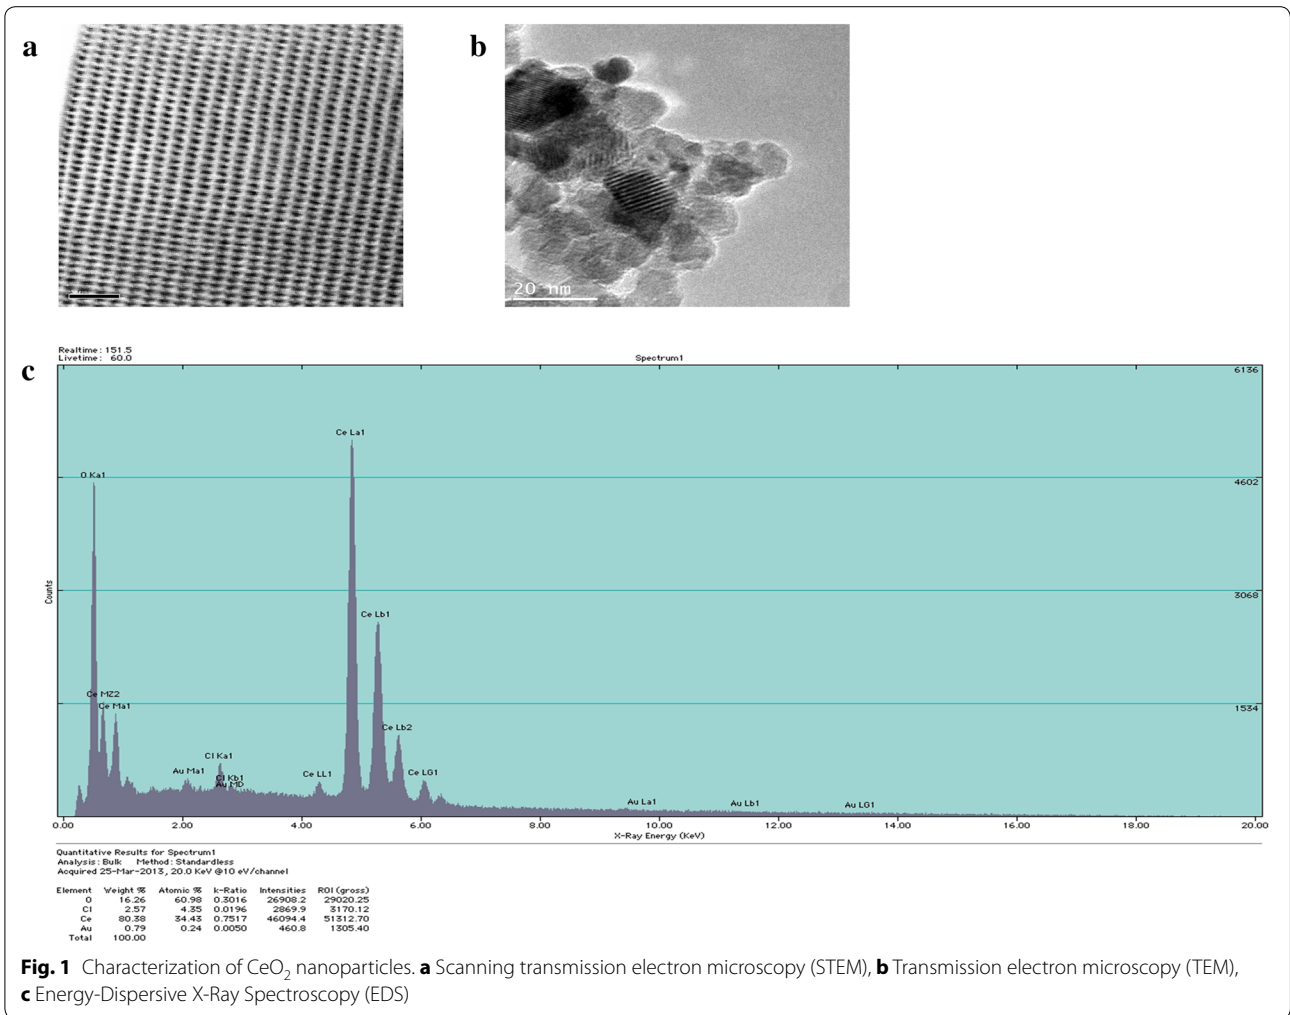 a
b
20 nm
Realtime: 151.5
Livetime: 60.0
Spectrum1
c
6136
Ce La1
O Ka1
4602
Counts
3068
Ce Lb1
Ce MZ2
Ce Ma1
1534
Ce Lb2
Cl Ka1
Au Ma1
Cl Kb1
Au MD
Ce LL1
Ce LG1
Au La1
Au Lb1
Au LG1
0.00 2.00 4.00 6.00 8.00 10.00 12.00 14.00 16.00 18.00 20.00
X-Ray Energy (KeV)
Quantitative Results for Spectrum1
Analysis: Bulk Method: Standardless
Acquired 25-Mar-2013, 20.0 KeV @10 eV/channel
Element Weight % Atomic % k-Ratio Intensities ROI (gross)
O 16.26 60.98 0.3016 26908.2 29020.25
Cl 2.57 4.35 0.0196 2869.9 3170.12
Ce 80.38 34.43 0.7517 46094.4 51312.70
Au 0.79 0.24 0.0050 460.8 1305.40
Total 100.00
Fig. 1 Characterization of CeO₂ nanoparticles. a Scanning transmission electron microscopy (STEM), b Transmission electron microscopy (TEM),
c Energy-Dispersive X-Ray Spectroscopy (EDS)